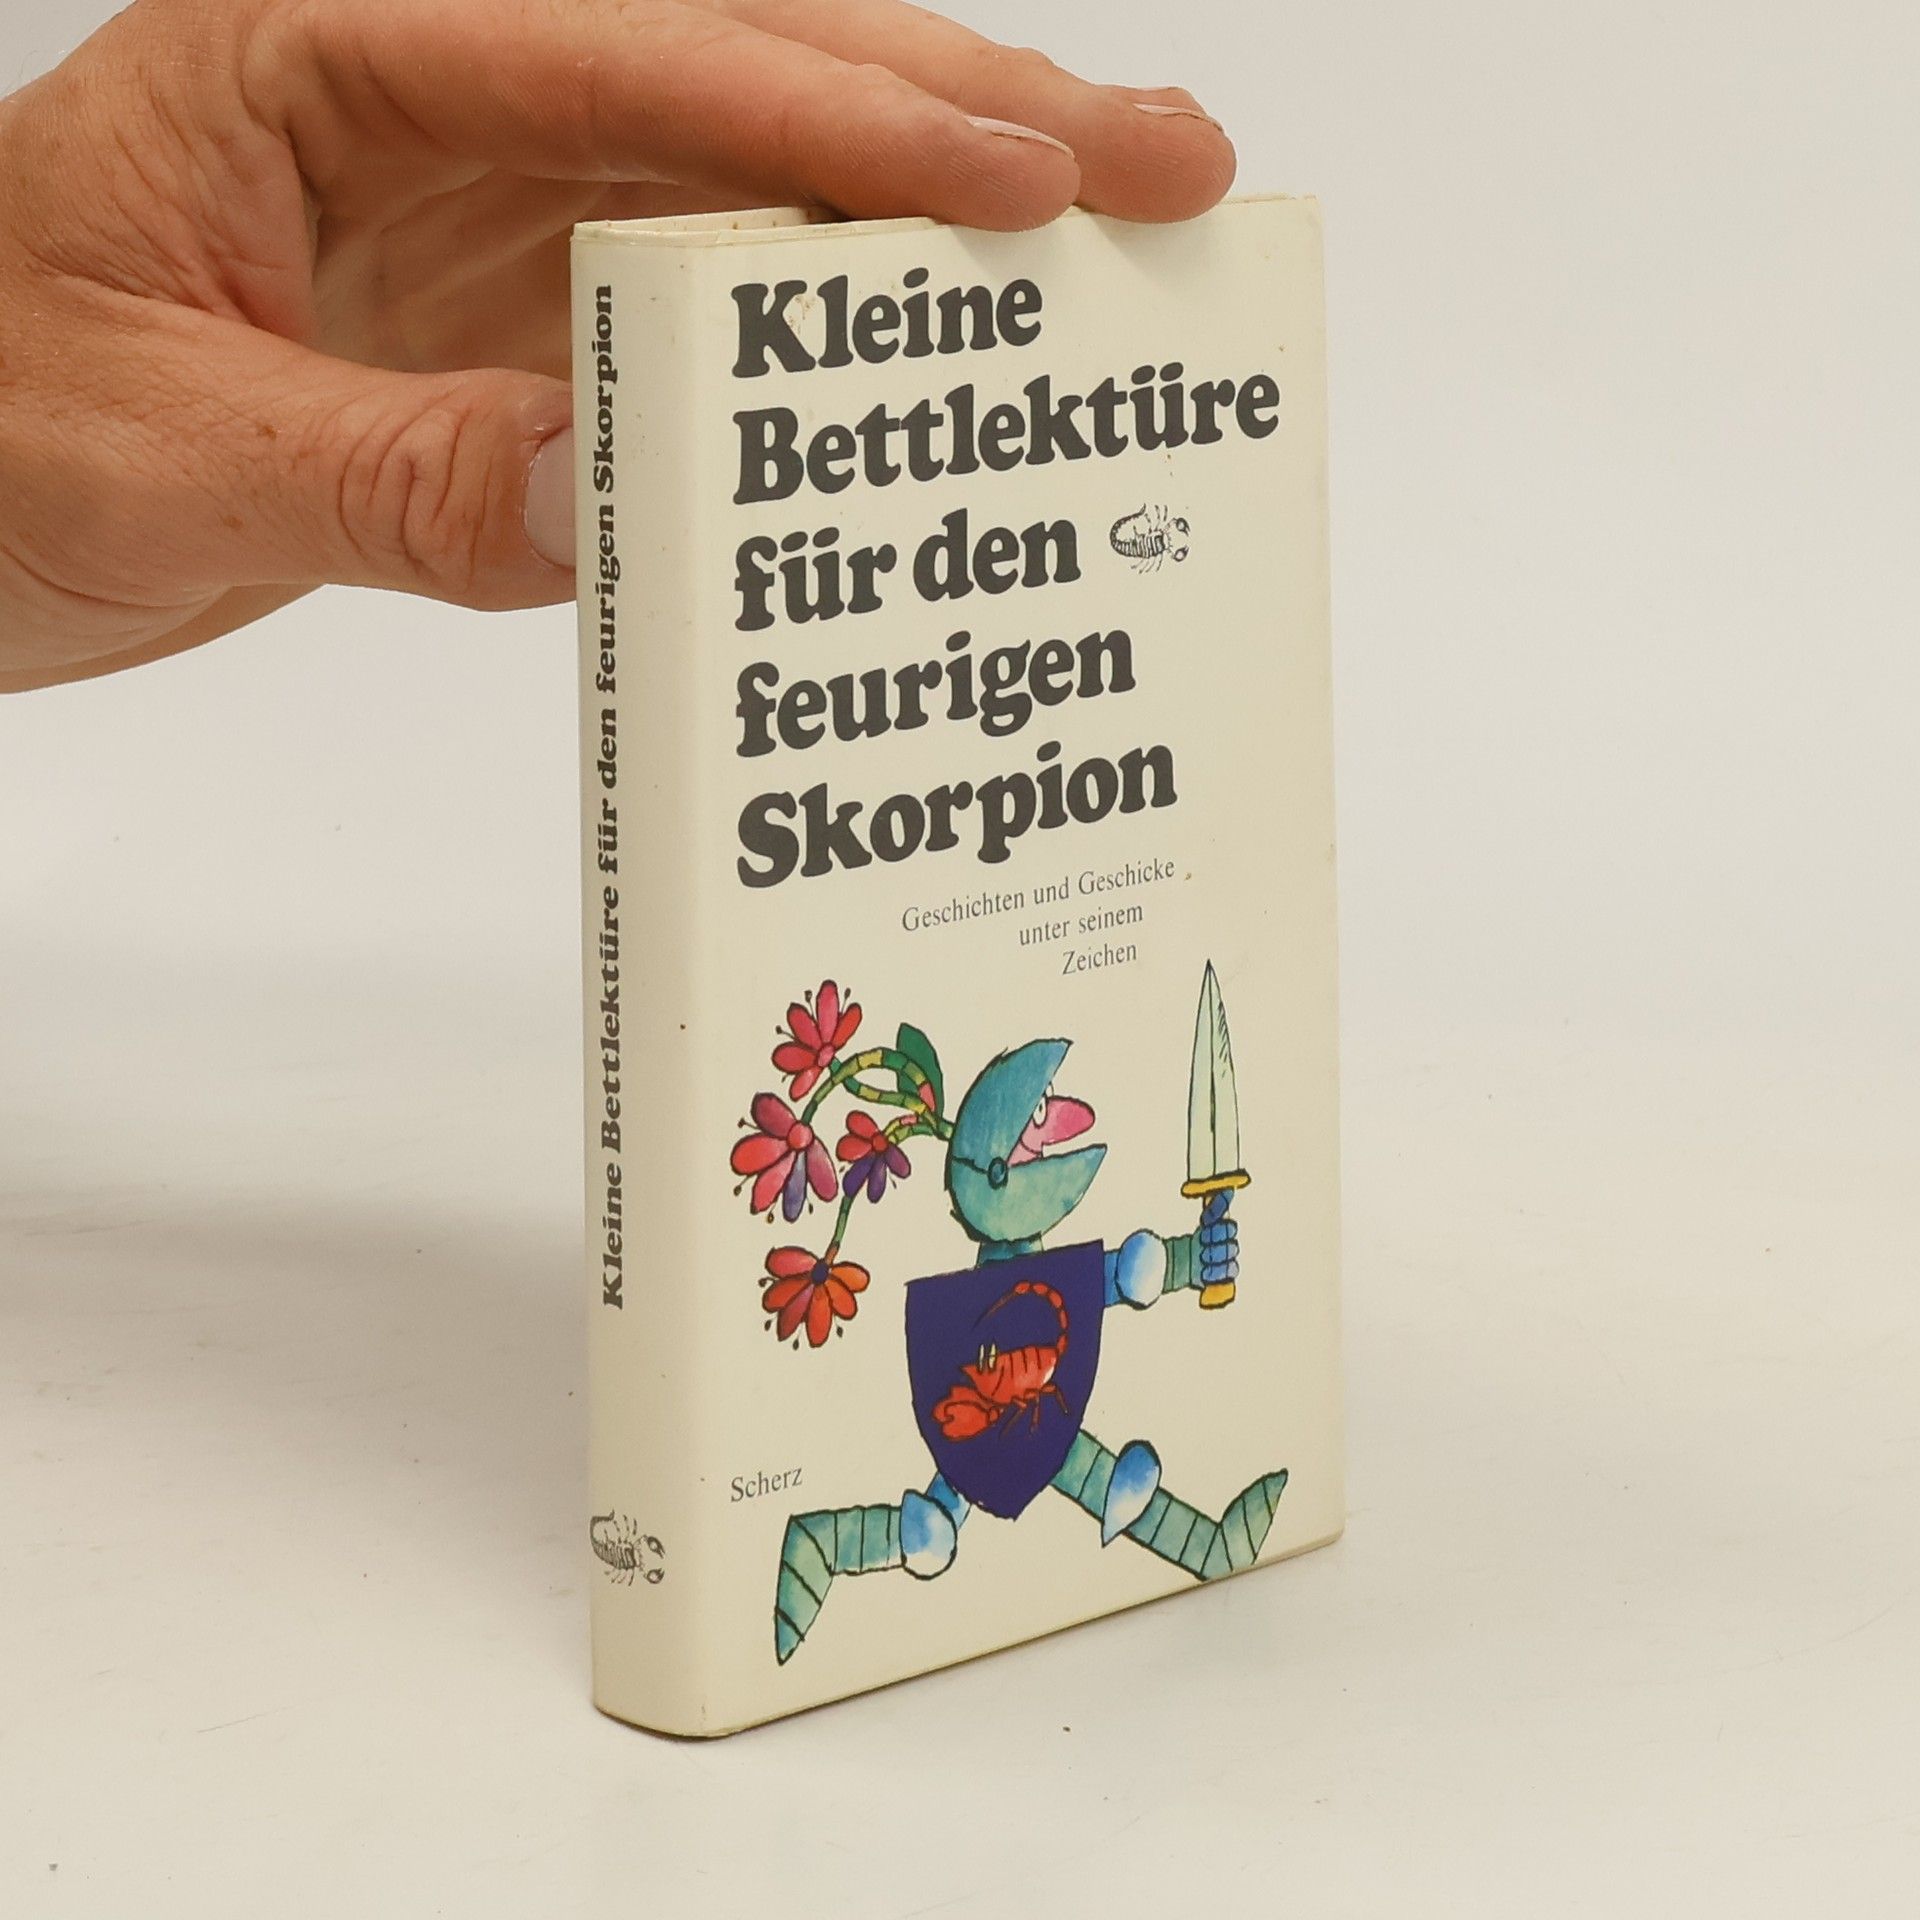 Kleine Bettlektüre für den feurigen Skorpion
Kleine
Bettlektüre
für den
feurigen
Skorpion
Geschichten und Geschicke
unter seinem
Zeichen
Scherz